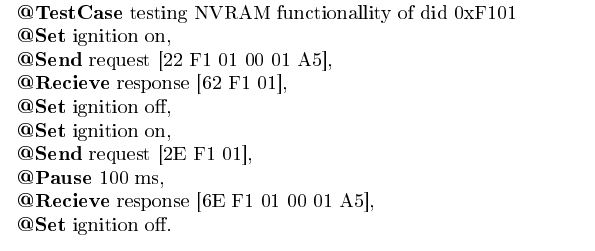 @TestCase testing NVRAM functionallity of did 0xF101
@Set ignition on,
@Send request [22 F1 01 00 01 A5],
@Recieve response [62 F1 01],
@Set ignition off,
@Set ignition on,
@Send request [2E F1 01],
@Pause 100 ms,
@Recieve response [6E F1 01 00 01 A5],
@Set ignition off.